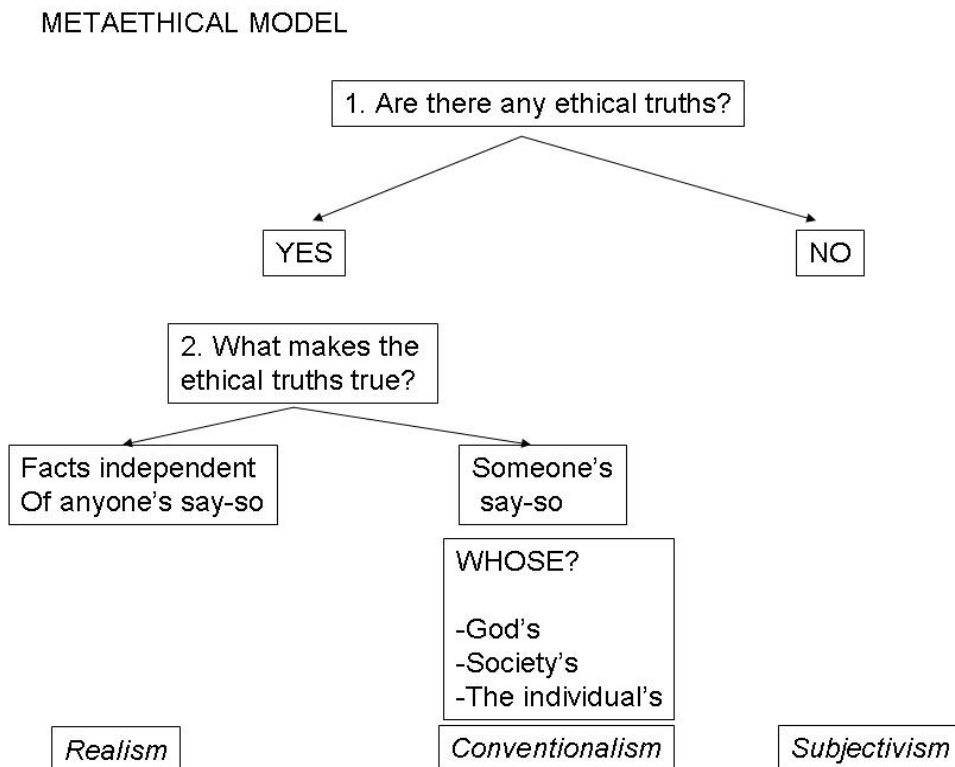 METAETHICAL MODEL
1. Are there any ethical truths?
YES
NO
2. What makes the
ethical truths true?
Facts independent
Of anyone’s say-so
Someone’s
say-so
WHOSE?
-God’s
-Society’s
-The individual’s
Realism
Conventionalism
Subjectivism